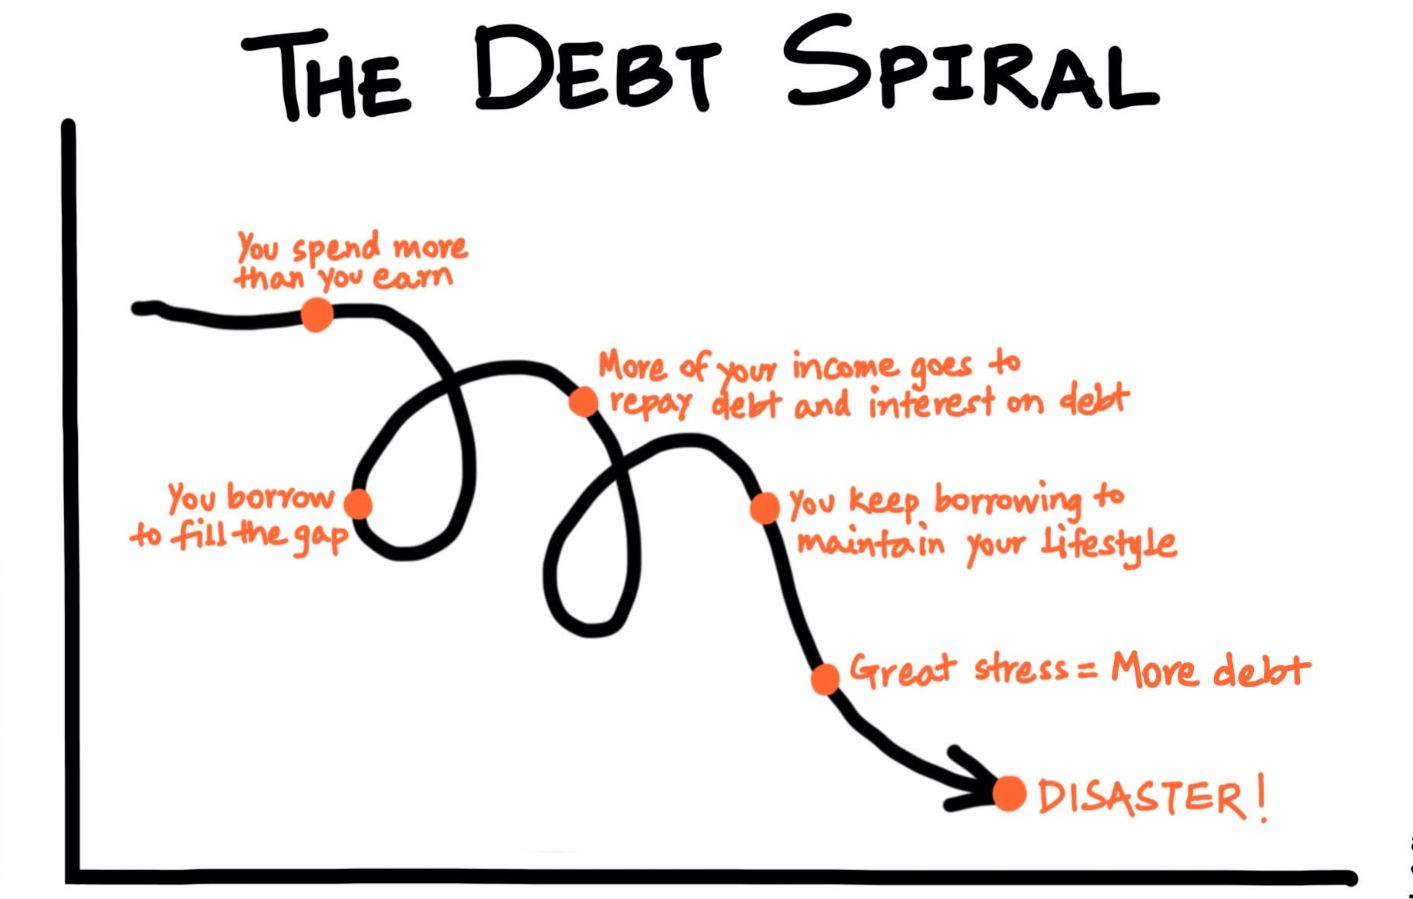 THE DEBT SPIRAL
You spend more
than you earn
More of your income goes to
repay debt and interest on debt
You borrow
to fill the gap
You keep borrowing to
maintain your lifestyle
Great stress = More debt
DISASTER!